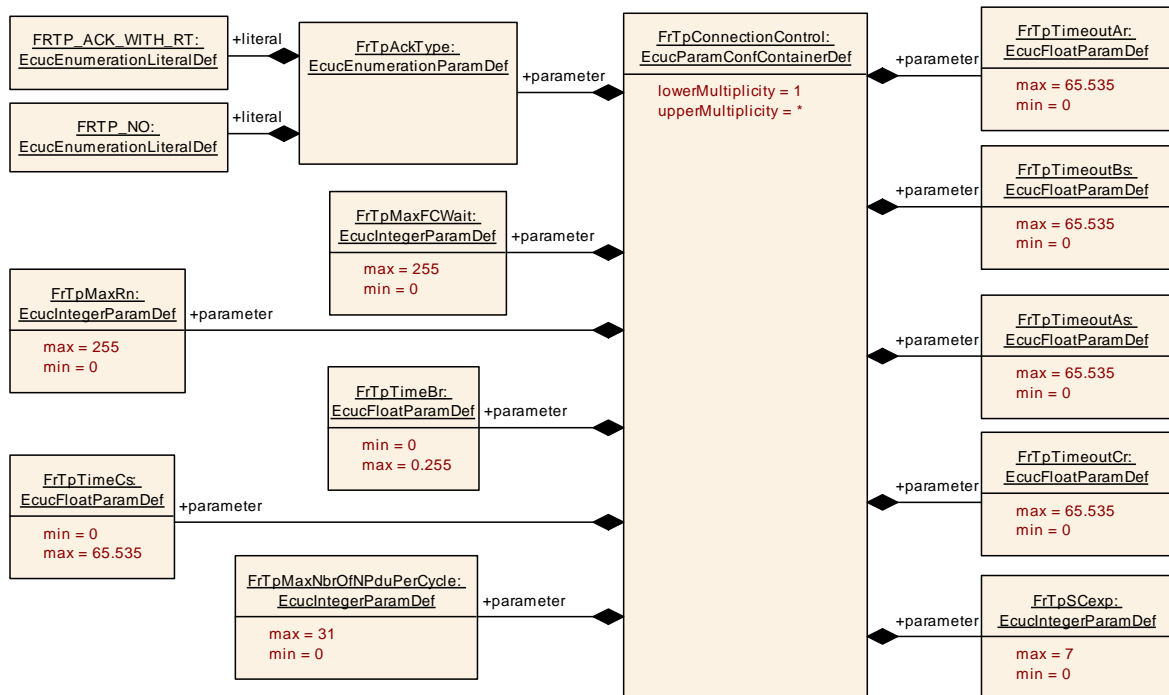 FRTP_ACK_WITH_RT:
EcucEnumerationLiteralDef
+literal
FrTpAckType:
EcucEnumerationParamDef
+parameter
FRTP_NO:
EcucEnumerationLiteralDef
+literal
FrTpConnectionControl:
EcucParamConfContainerDef
lowerMultiplicity = 1
upperMultiplicity = *
FrTpMaxFCWait:
EcucIntegerParamDef
+parameter
max = 255
min = 0
FrTpMaxRn:
EcucIntegerParamDef
+parameter
max = 255
min = 0
FrTpTimeBr:
EcucFloatParamDef
+parameter
min = 0
max = 0.255
FrTpTimeCs:
EcucFloatParamDef
+parameter
min = 0
max = 65.535
FrTpMaxNbrOfNPduPerCycle:
EcucIntegerParamDef
+parameter
max = 31
min = 0
+parameter
FrTpTimeoutAr:
EcucFloatParamDef
max = 65.535
min = 0
+parameter
FrTpTimeoutBs:
EcucFloatParamDef
max = 65.535
min = 0
+parameter
FrTpTimeoutAs:
EcucFloatParamDef
max = 65.535
min = 0
+parameter
FrTpTimeoutCr:
EcucFloatParamDef
max = 65.535
min = 0
+parameter
FrTpSCexp:
EcucIntegerParamDef
max = 7
min = 0